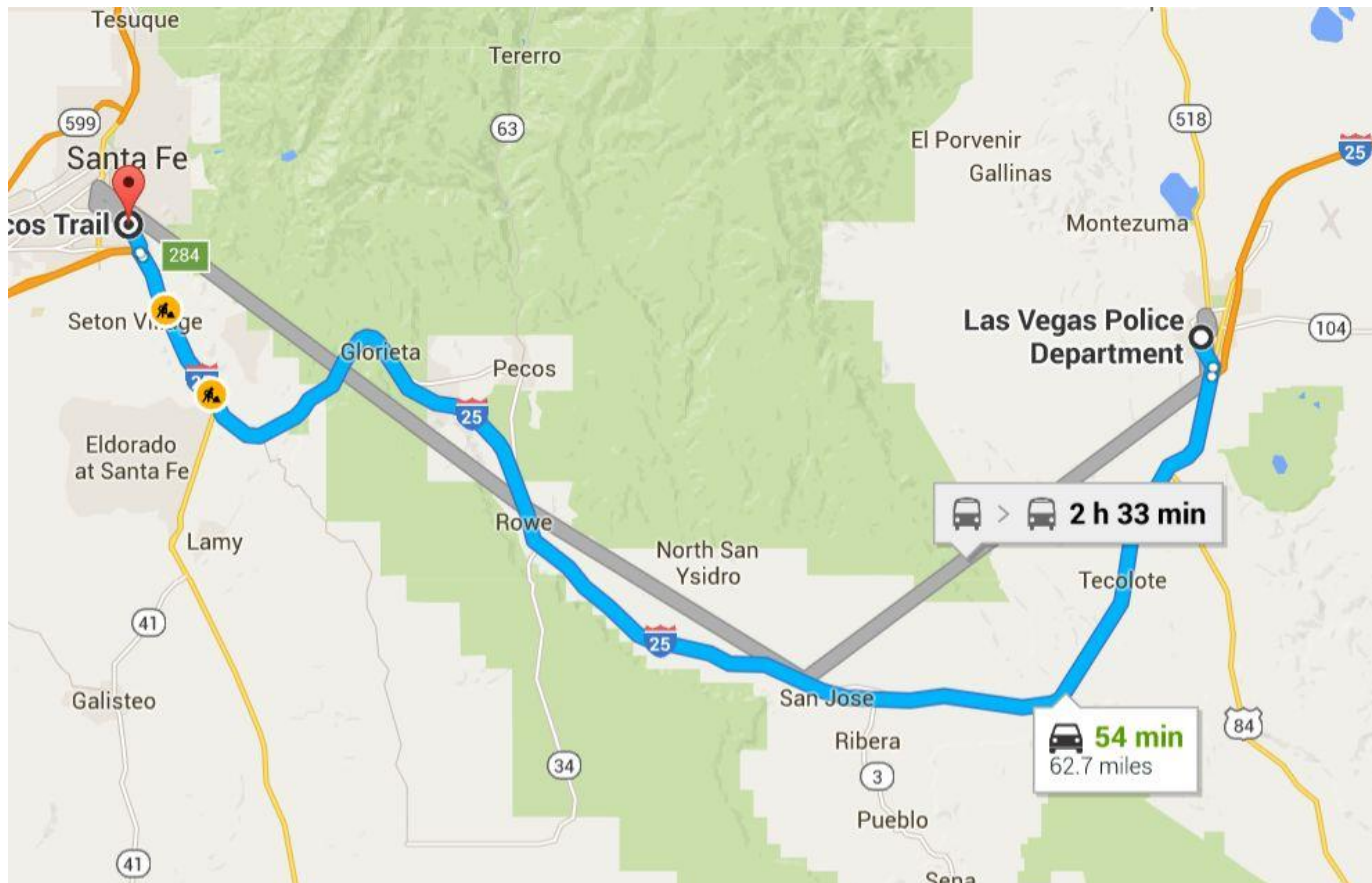 Tesuque
Tererro
599
63
518
El Porvenir
25
Santa Fe
Gallinas
cos Trail
Montezuma
284
Seton
Las Vegas Police
Department
104
Glorieta
Pecos
25
Eldorado
at Santa Fe
2 h 33 min
Rowe
Lamy
North San
Ysidro
Tecolote
41
25
Galisteo
San Jose
54 min
62.7 miles
84
Ribera
34
3
Pueblo
41